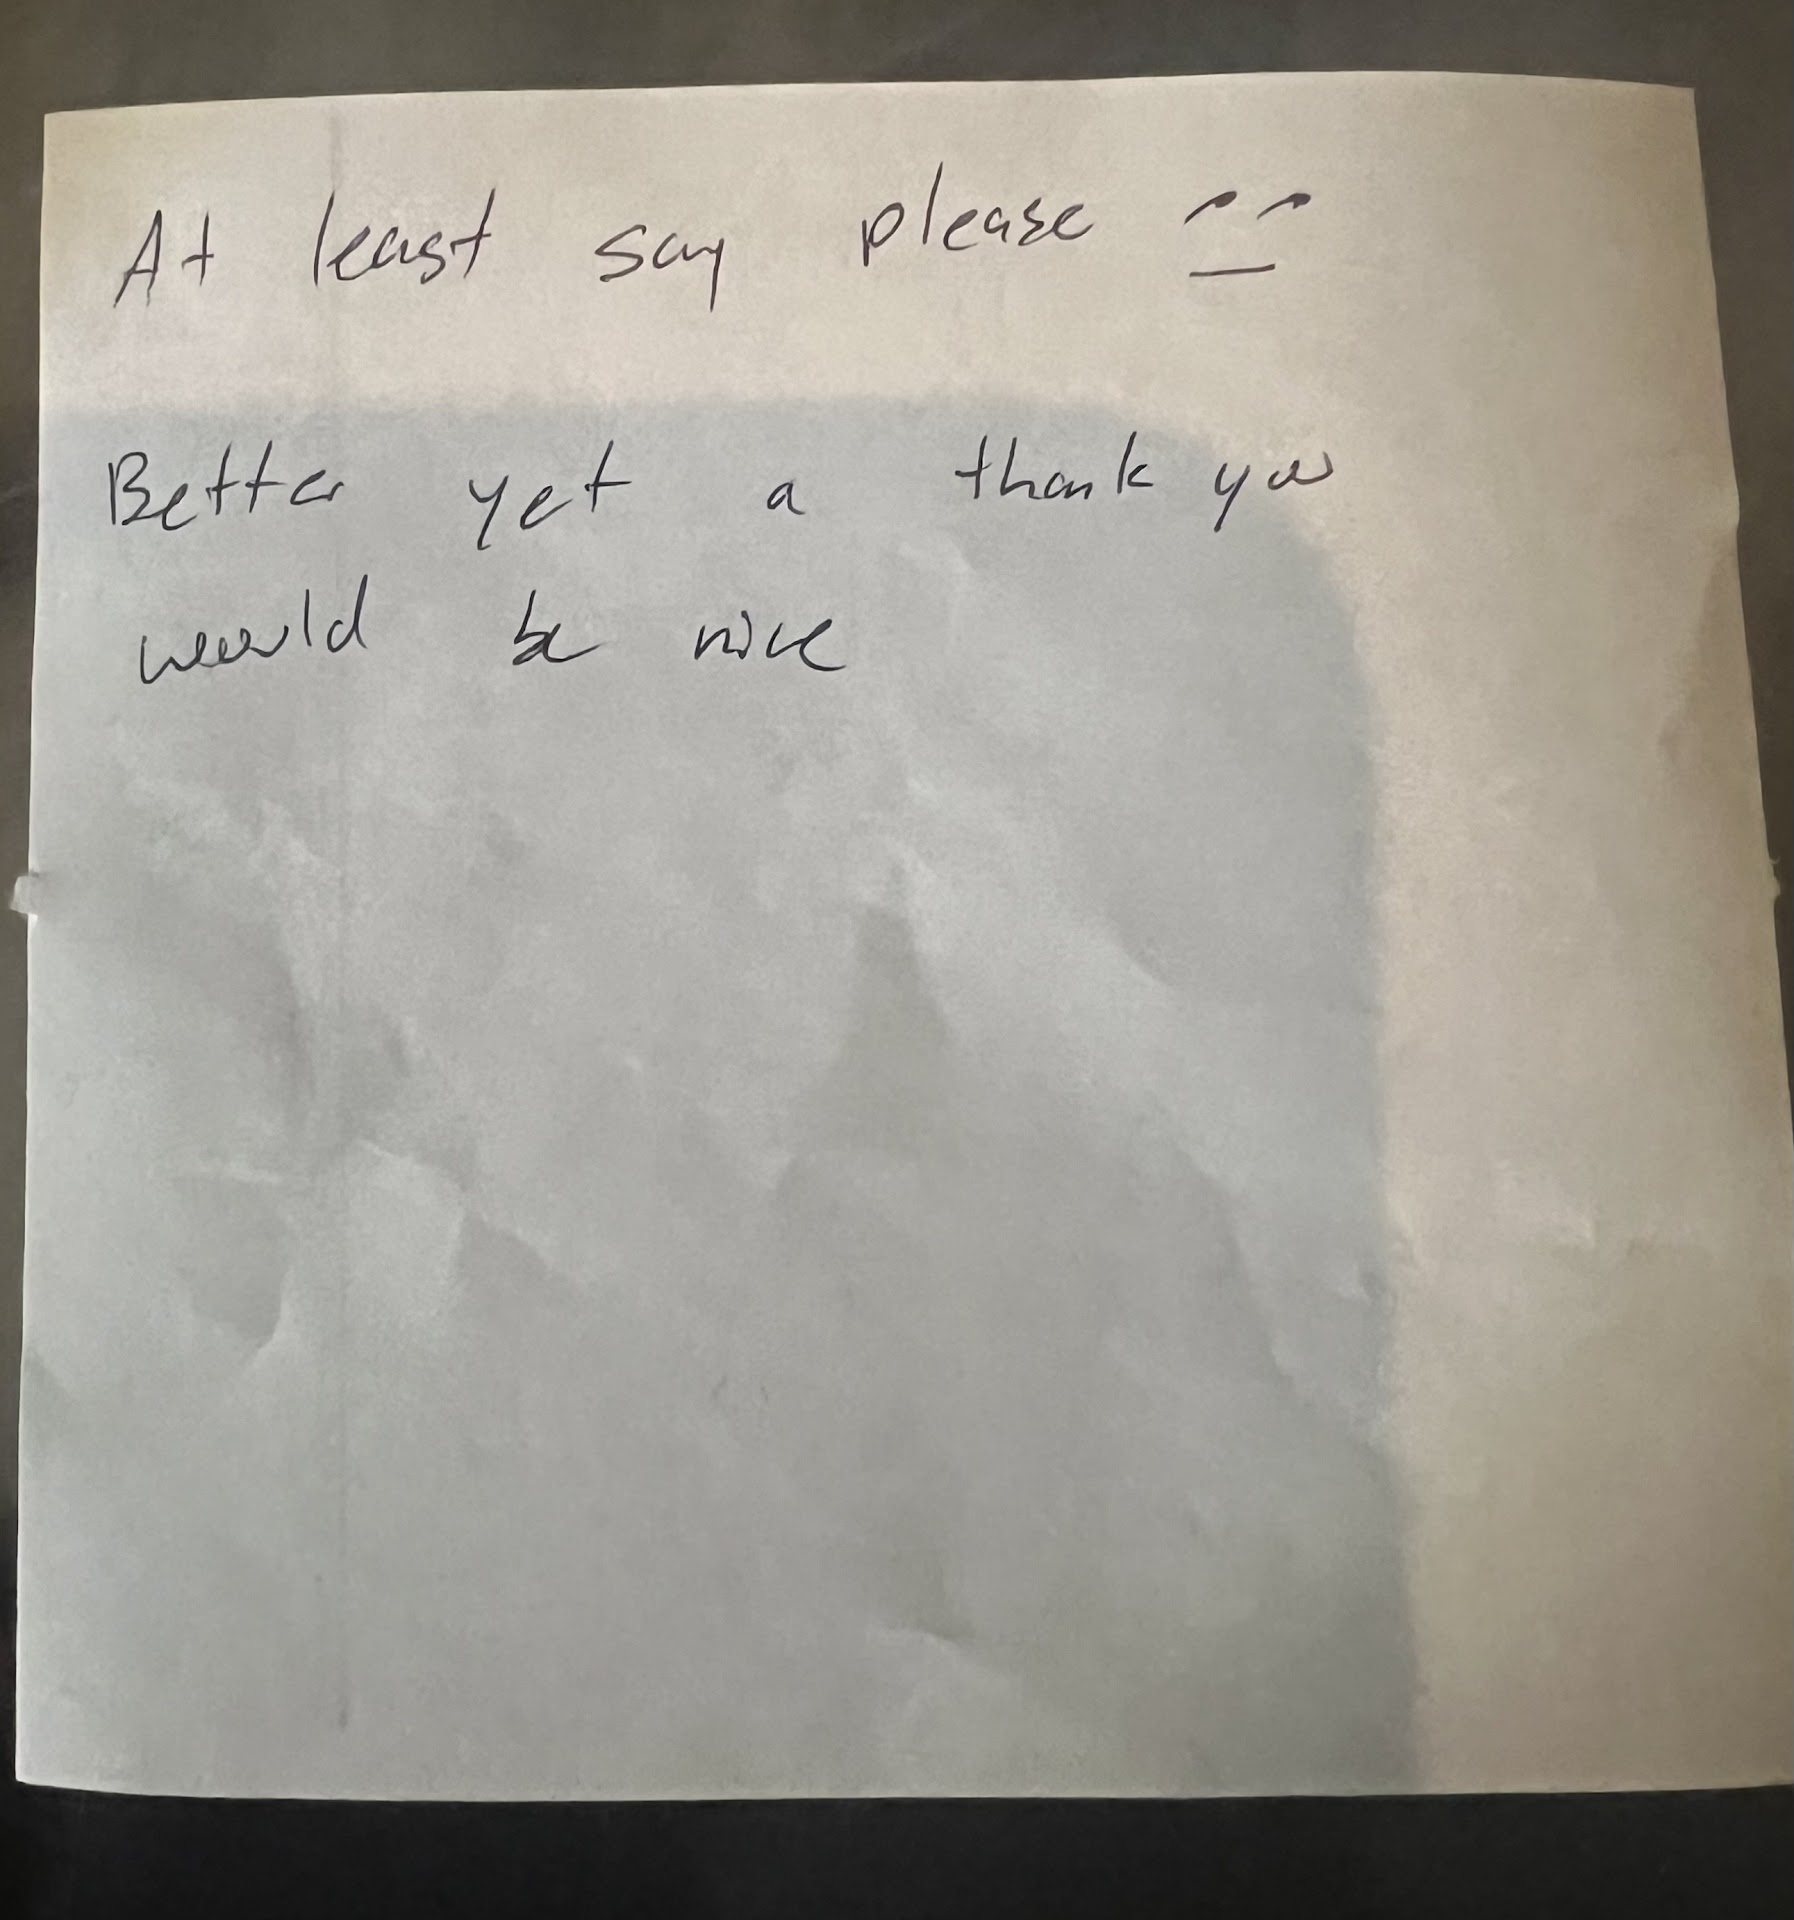 At least say please
Better yet a thank you
would be nice